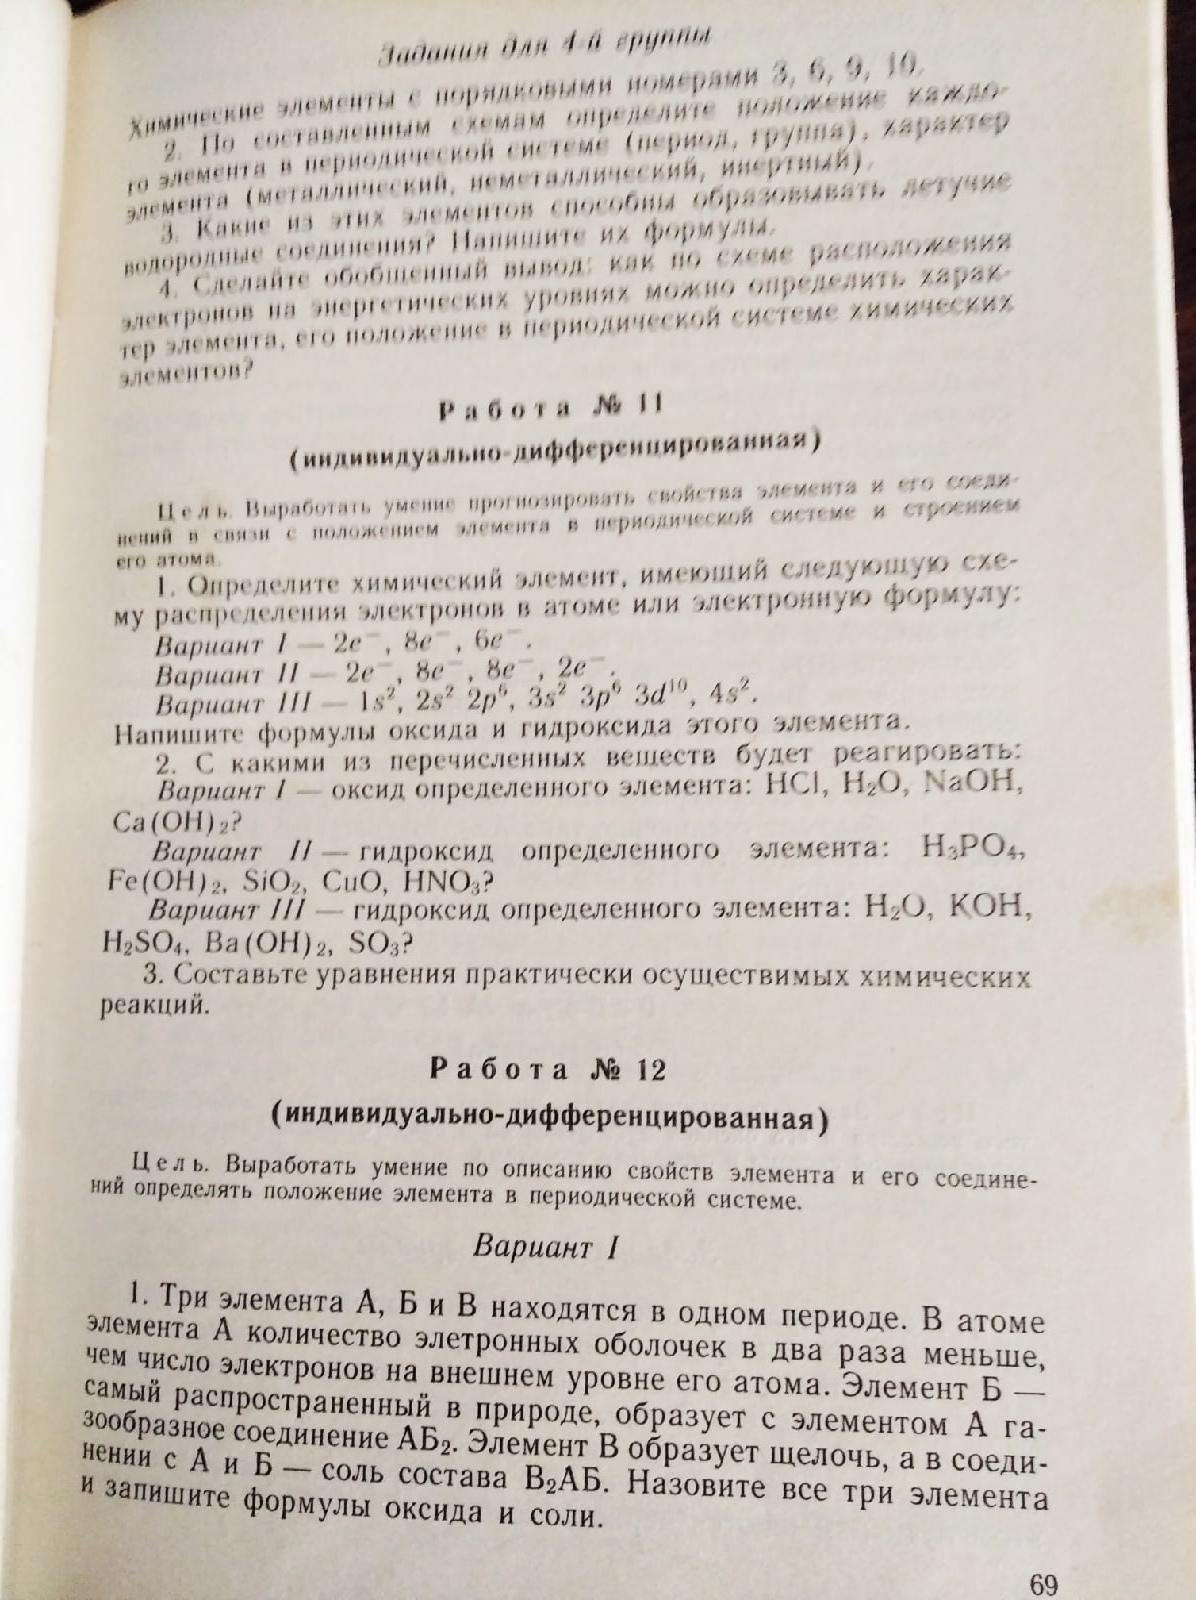 Задания для 4-й группы
Химические элементы с порядковыми номерами 3, 6, 9, 10.
2. По составленным схемам определите положение каждо-
го элемента в периодической системе (период, группа), характер
элемента (металлический, неметаллический, инертный).
3. Какие из этих элементов способны образовывать летучие
водородные соединения? Напишите их формулы.
4. Сделайте обобщенный вывод: как по схеме расположения
электронов на энергетических уровнях можно определить харак-
тер элемента, его положение в периодической системе химических
элементов?
Работа № 11
(индивидуально-дифференцированная)
Цель. Выработать умение прогнозировать свойства элемента и его соеди-
нений в связи с положением элемента в периодической системе и строением
его атома.
1. Определите химический элемент, имеющий следующую схе-
му распределения электронов в атоме или электронную формулу:
Вариант I — 2e⁻, 8e⁻, 6e⁻.
Вариант II — 2e⁻, 8e⁻, 8e⁻, 2e⁻.
Вариант III — 1s², 2s² 2p⁶, 3s² 3p⁶ 3d¹⁰, 4s².
Напишите формулы оксида и гидроксида этого элемента.
2. С какими из перечисленных веществ будет реагировать:
Вариант I — оксид определенного элемента: HCl, H₂O, NaOH,
Ca(OH)₂?
Вариант II — гидроксид определенного элемента: H₃PO₄,
Fe(OH)₂, SiO₂, CuO, HNO₃?
Вариант III — гидроксид определенного элемента: H₂O, KOH,
H₂SO₄, Ba(OH)₂, SO₃?
3. Составьте уравнения практически осуществимых химических
реакций.
Работа № 12
(индивидуально-дифференцированная)
Цель. Выработать умение по описанию свойств элемента и его соедине-
ний определять положение элемента в периодической системе.
Вариант I
1. Три элемента А, Б и В находятся в одном периоде. В атоме
элемента А количество элетронных оболочек в два раза меньше,
чем число электронов на внешнем уровне его атома. Элемент Б —
самый распространенный в природе, образует с элементом А га-
зообразное соединение АБ₂. Элемент В образует щелочь, а в соеди-
нении с А и Б — соль состава В₂АБ. Назовите все три элемента
и запишите формулы оксида и соли.
69